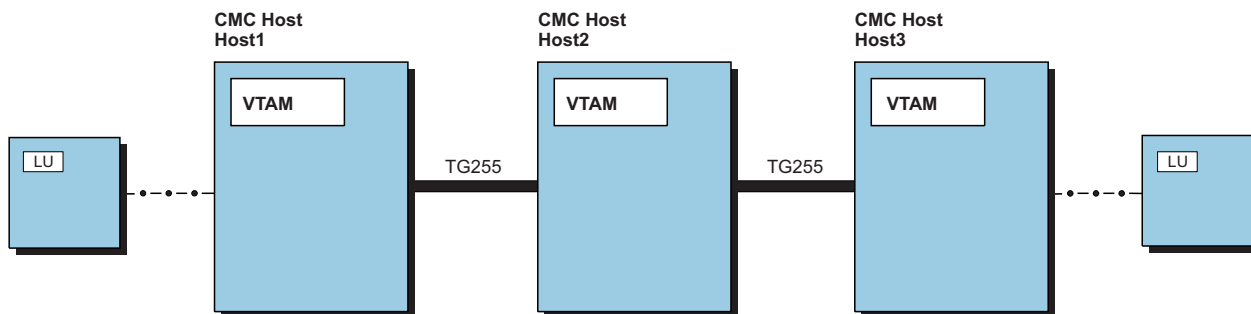 CMC Host
Host1
CMC Host
Host2
CMC Host
Host3
VTAM
VTAM
VTAM
LU
TG255
TG255
LU